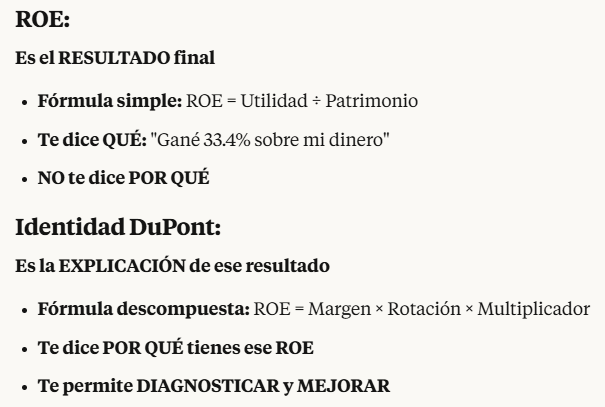 ROE:
Es el RESULTADO final
• Fórmula simple: ROE = Utilidad ÷ Patrimonio
• Te dice QUÉ: "Gané 33.4% sobre mi dinero"
• NO te dice POR QUÉ
Identidad DuPont:
Es la EXPLICACIÓN de ese resultado
• Fórmula descompuesta: ROE = Margen × Rotación × Multiplicador
• Te dice POR QUÉ tienes ese ROE
• Te permite DIAGNOSTICAR y MEJORAR